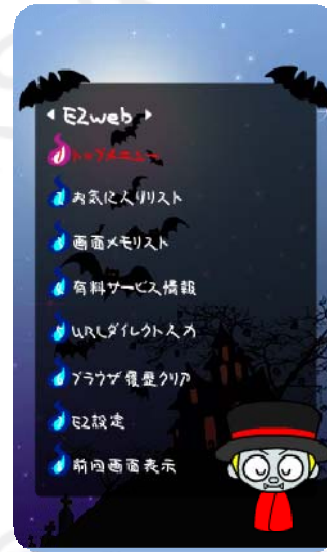 EZweb
トップメニュー
お気に入りリスト
画面メモリスト
有料サービス情報
URLダイレクト入力
ブラウザ履歴クリア
EZ設定
前回画面表示